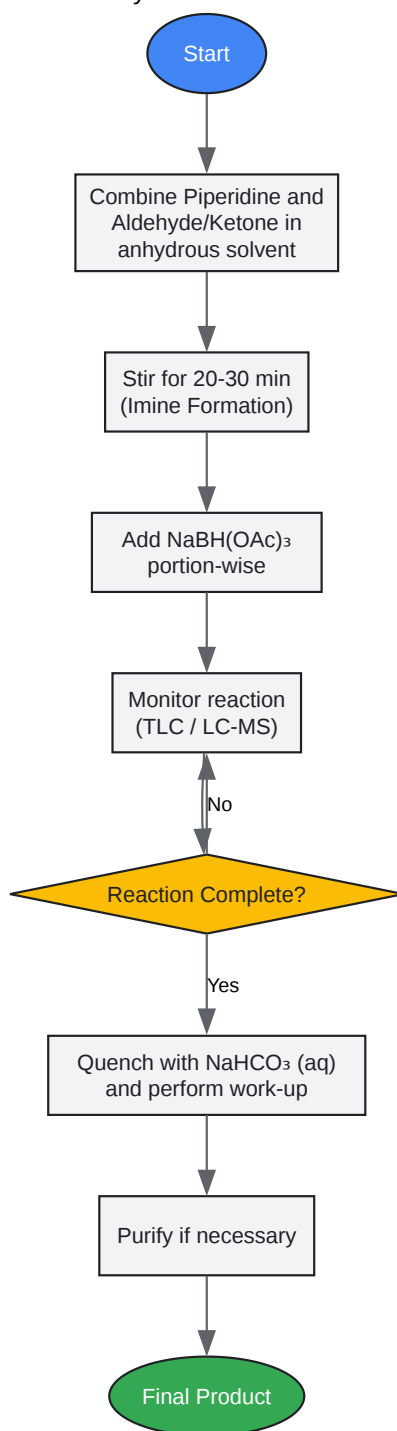 Start
Combine Piperidine and
Aldehyde/Ketone in
anhydrous solvent
Stir for 20-30 min
(Imine Formation)
Add NaBH(OAc)₃
portion-wise
Monitor reaction
(TLC / LC-MS)
No
Reaction Complete?
Yes
Quench with NaHCO₃ (aq)
and perform work-up
Purify if necessary
Final Product